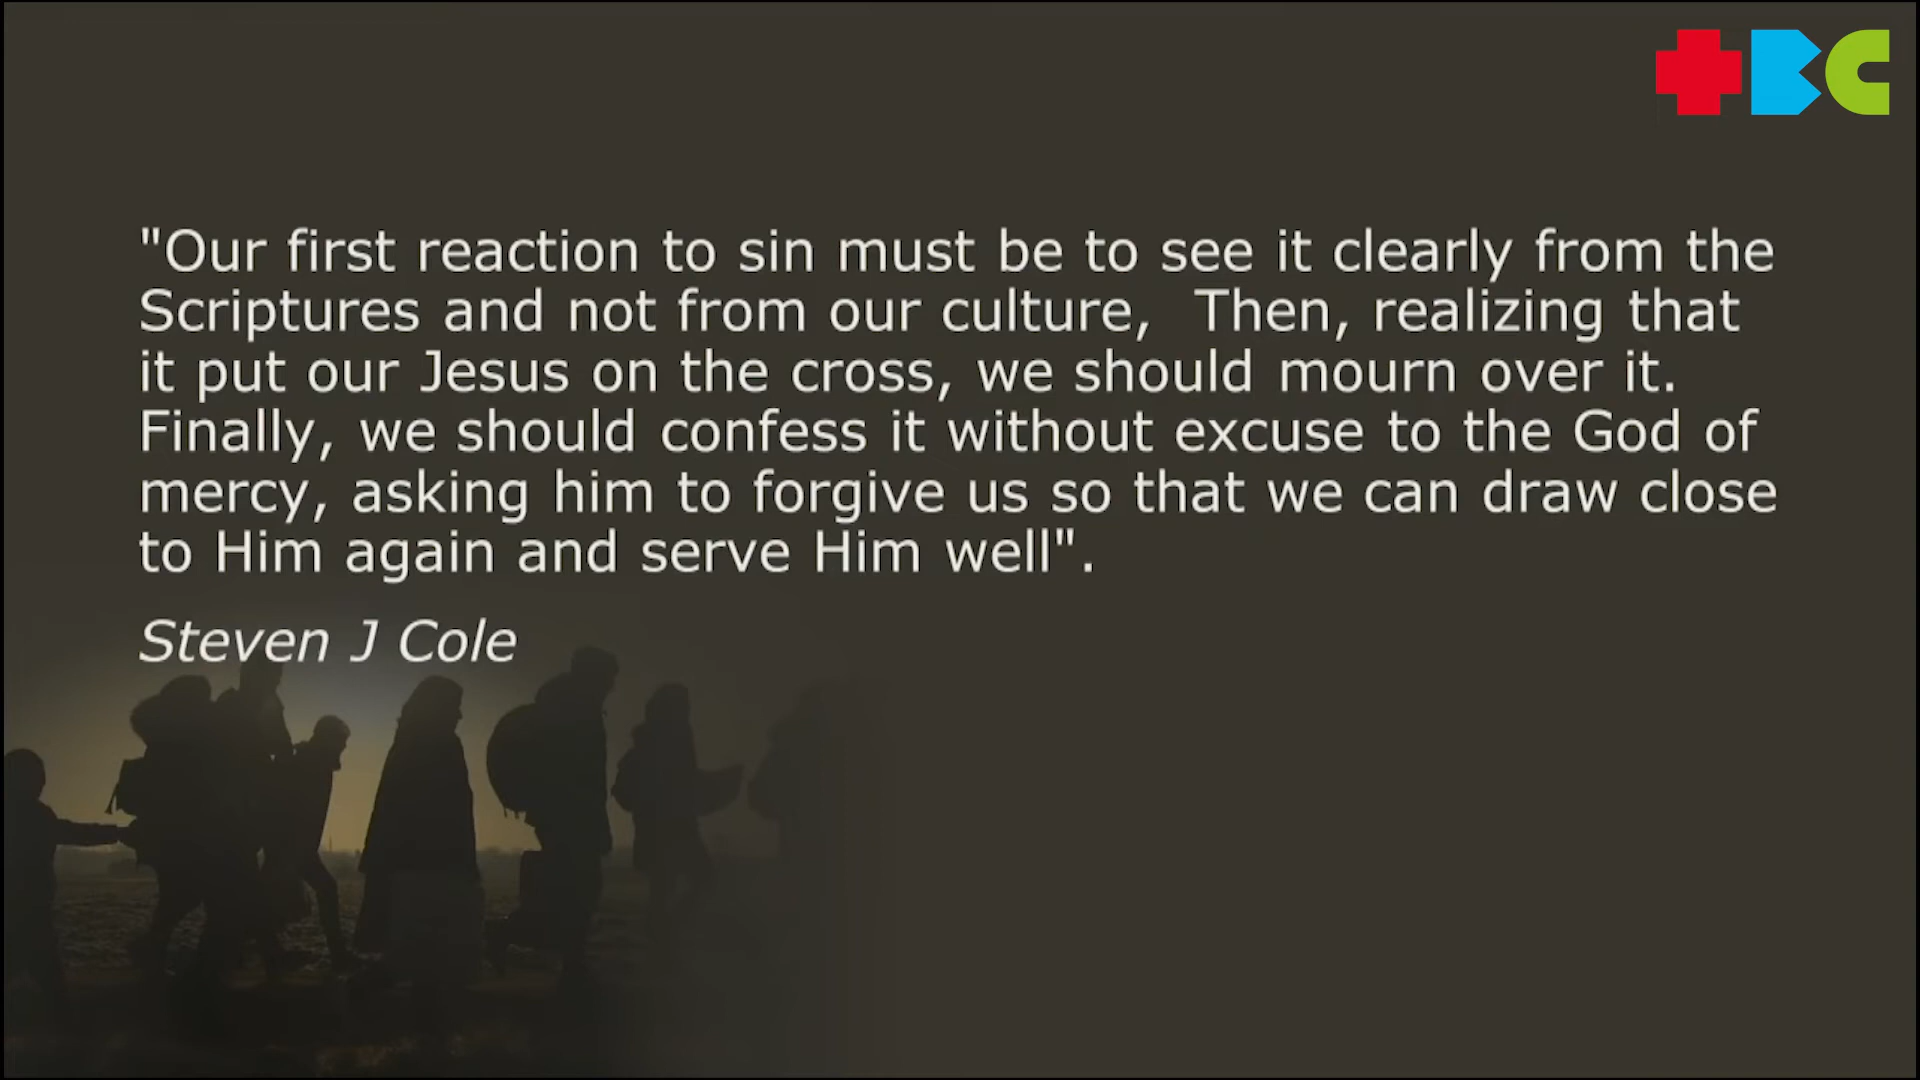 BC
"Our first reaction to sin must be to see it clearly from the
Scriptures and not from our culture,  Then, realizing that
it put our Jesus on the cross, we should mourn over it.
Finally, we should confess it without excuse to the God of
mercy, asking him to forgive us so that we can draw close
to Him again and serve Him well".
Steven J Cole